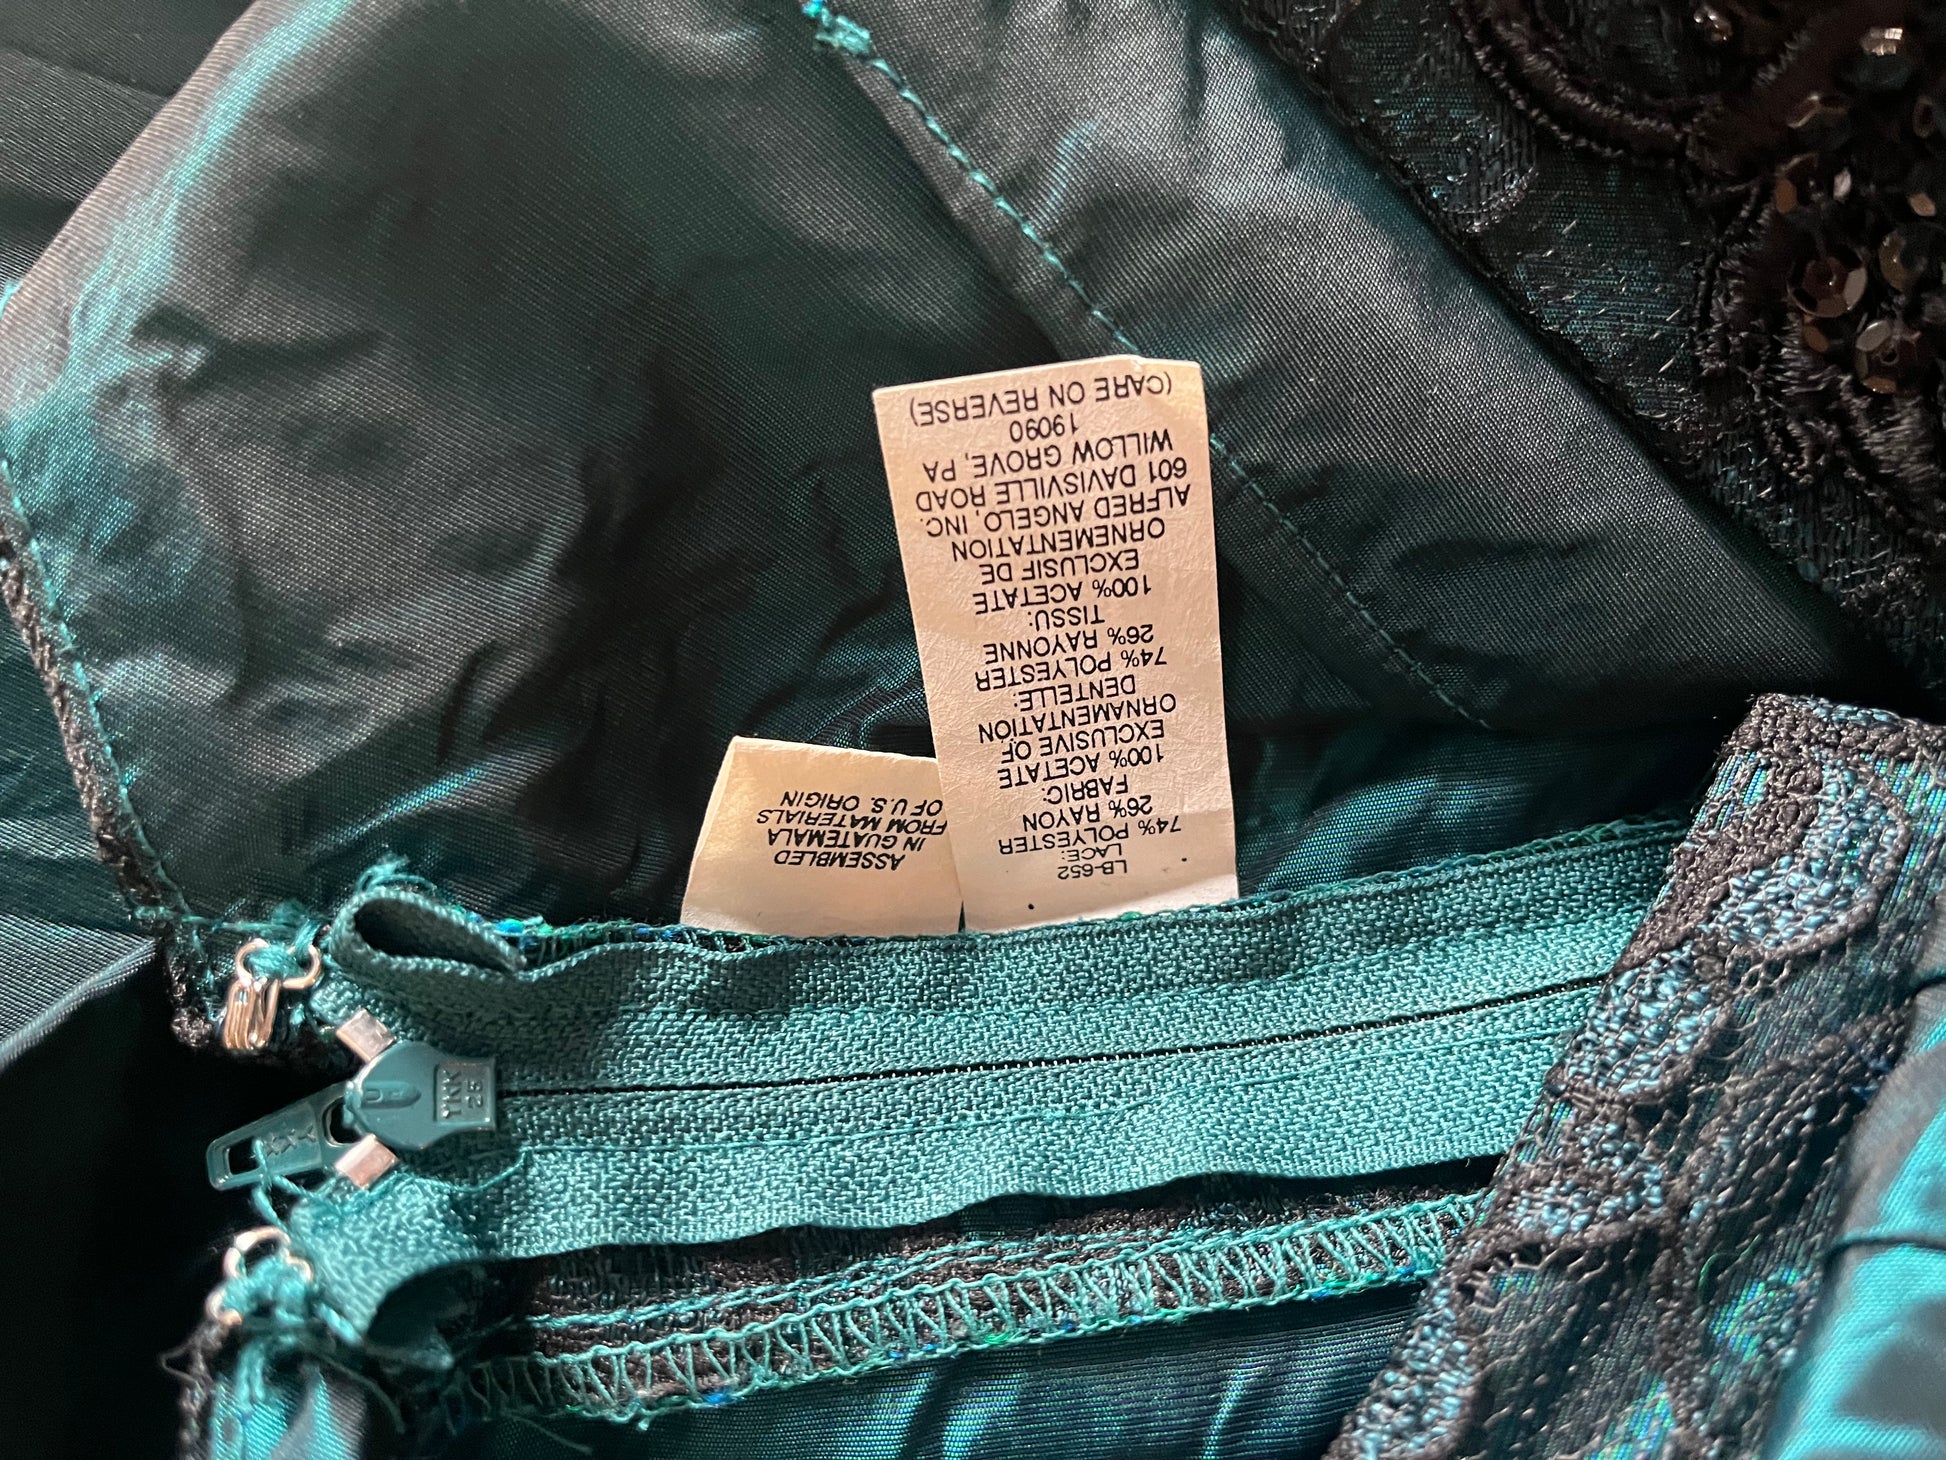 LB-652
LACE:
74% POLYESTER
26% RAYON
FABRIC:
100% ACETATE
EXCLUSIVE OF
ORNAMENTATION
DENTELLE:
74% POLYESTER
26% RAYONNE
TISSU:
100% ACETATE
EXCLUSIF DE
ORNEMENTATION
ALFRED ANGELO, INC.
601 DAVISVILLE ROAD
WILLOW GROVE, PA
19090
(CARE ON REVERSE)
ASSEMBLED
IN GUATEMALA
FROM MATERIALS
OF U.S. ORIGIN
YKK
25